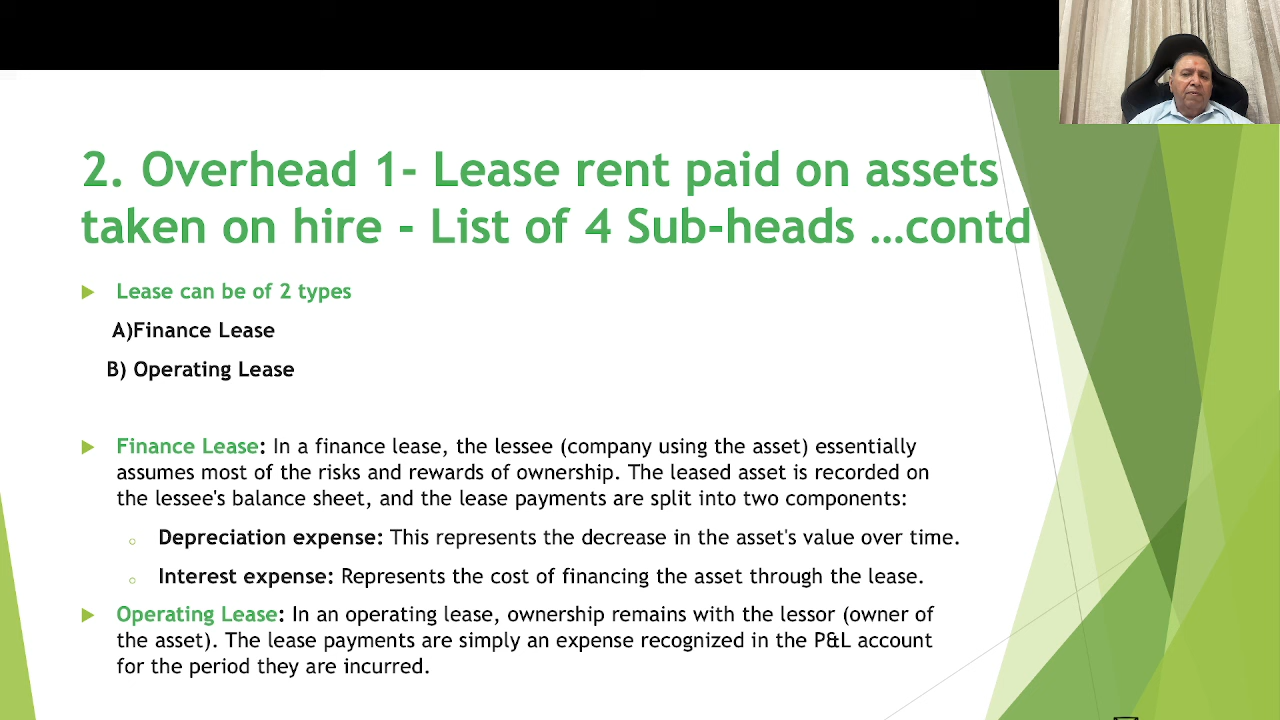 2. Overhead 1- Lease rent paid on assets
taken on hire - List of 4 Sub-heads ...contd
Lease can be of 2 types
A)Finance Lease
B) Operating Lease
Finance Lease: In a finance lease, the lessee (company using the asset) essentially
assumes most of the risks and rewards of ownership. The leased asset is recorded on
the lessee's balance sheet, and the lease payments are split into two components:
Depreciation expense: This represents the decrease in the asset's value over time.
Interest expense: Represents the cost of financing the asset through the lease.
Operating Lease: In an operating lease, ownership remains with the lessor (owner of
the asset). The lease payments are simply an expense recognized in the P&L account
for the period they are incurred.